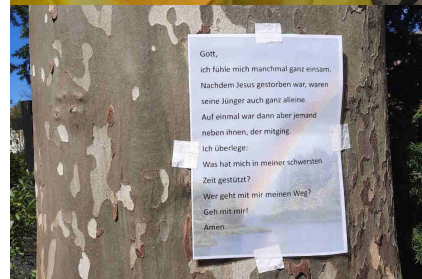 Gott,
ich fühle mich manchmal ganz einsam.
Nachdem Jesus gestorben war, waren
seine Jünger auch ganz alleine.
Auf einmal war dann aber jemand
neben ihnen, der mitging.
Ich überlege:
Was hat mich in meiner schwersten
Zeit gestützt?
Wer geht mit mir meinen Weg?
Geh mit mir!
Amen.